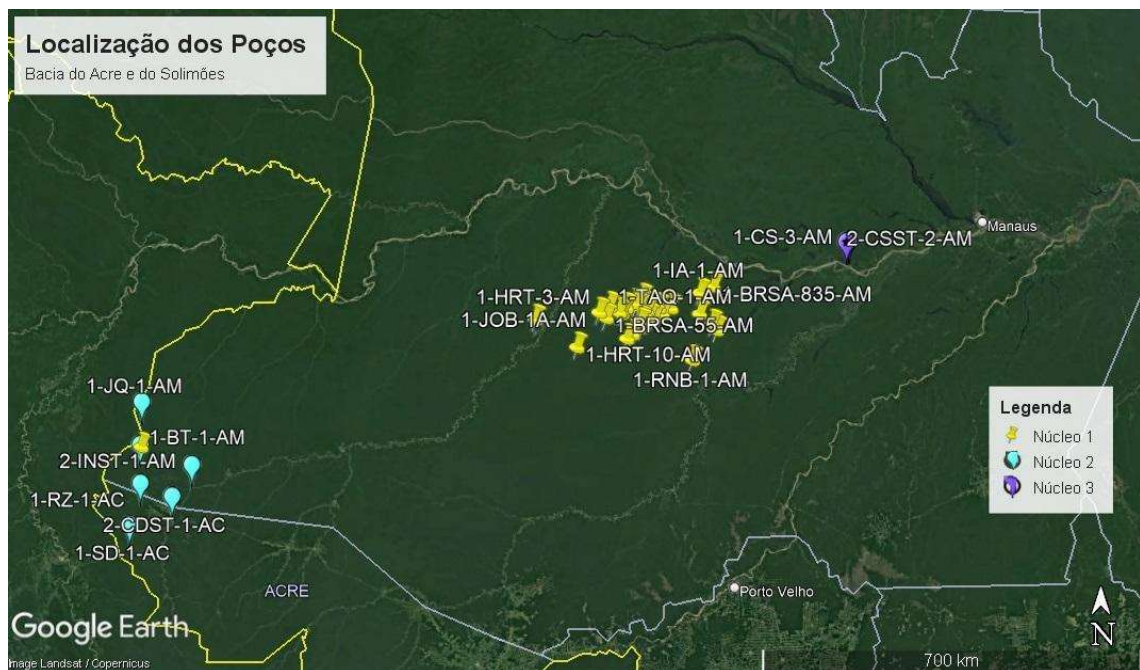 Localização dos Poços
Bacia do Acre e do Solimões
Manaus
1-CS-3-AM
2-CSST-2-AM
1-IA-1-AM
1-HRT-3-AM
1-TAQ-1-AM
1-BRSA-835-AM
1-JOB-1A-AM
1-BRSA-55-AM
1-HRT-10-AM
1-RNB-1-AM
1-JQ-1-AM
1-BT-1-AM
2-INST-1-AM
1-RZ-1-AC
2-CDST-1-AC
1-SD-1-AC
Legenda
Núcleo 1
Núcleo 2
Núcleo 3
ACRE
Porto Velho
Google Earth
Image Landsat / Copernicus
700 km
N